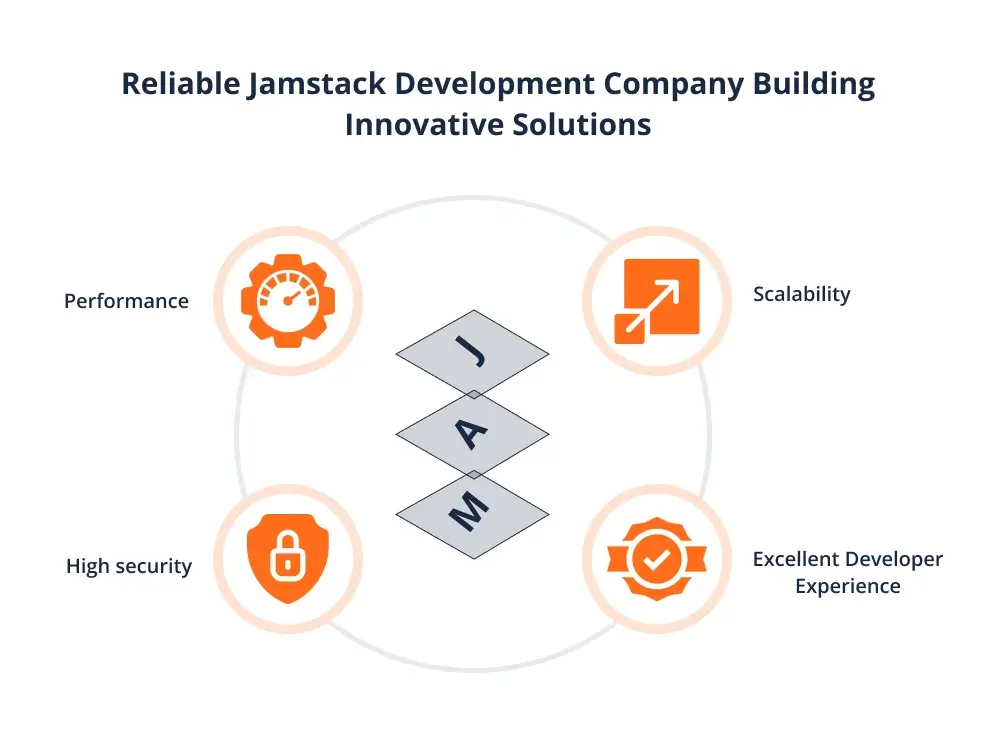 Reliable Jamstack Development Company Building
Innovative Solutions
Performance
Scalability
J
A
M
High security
Excellent Developer
Experience